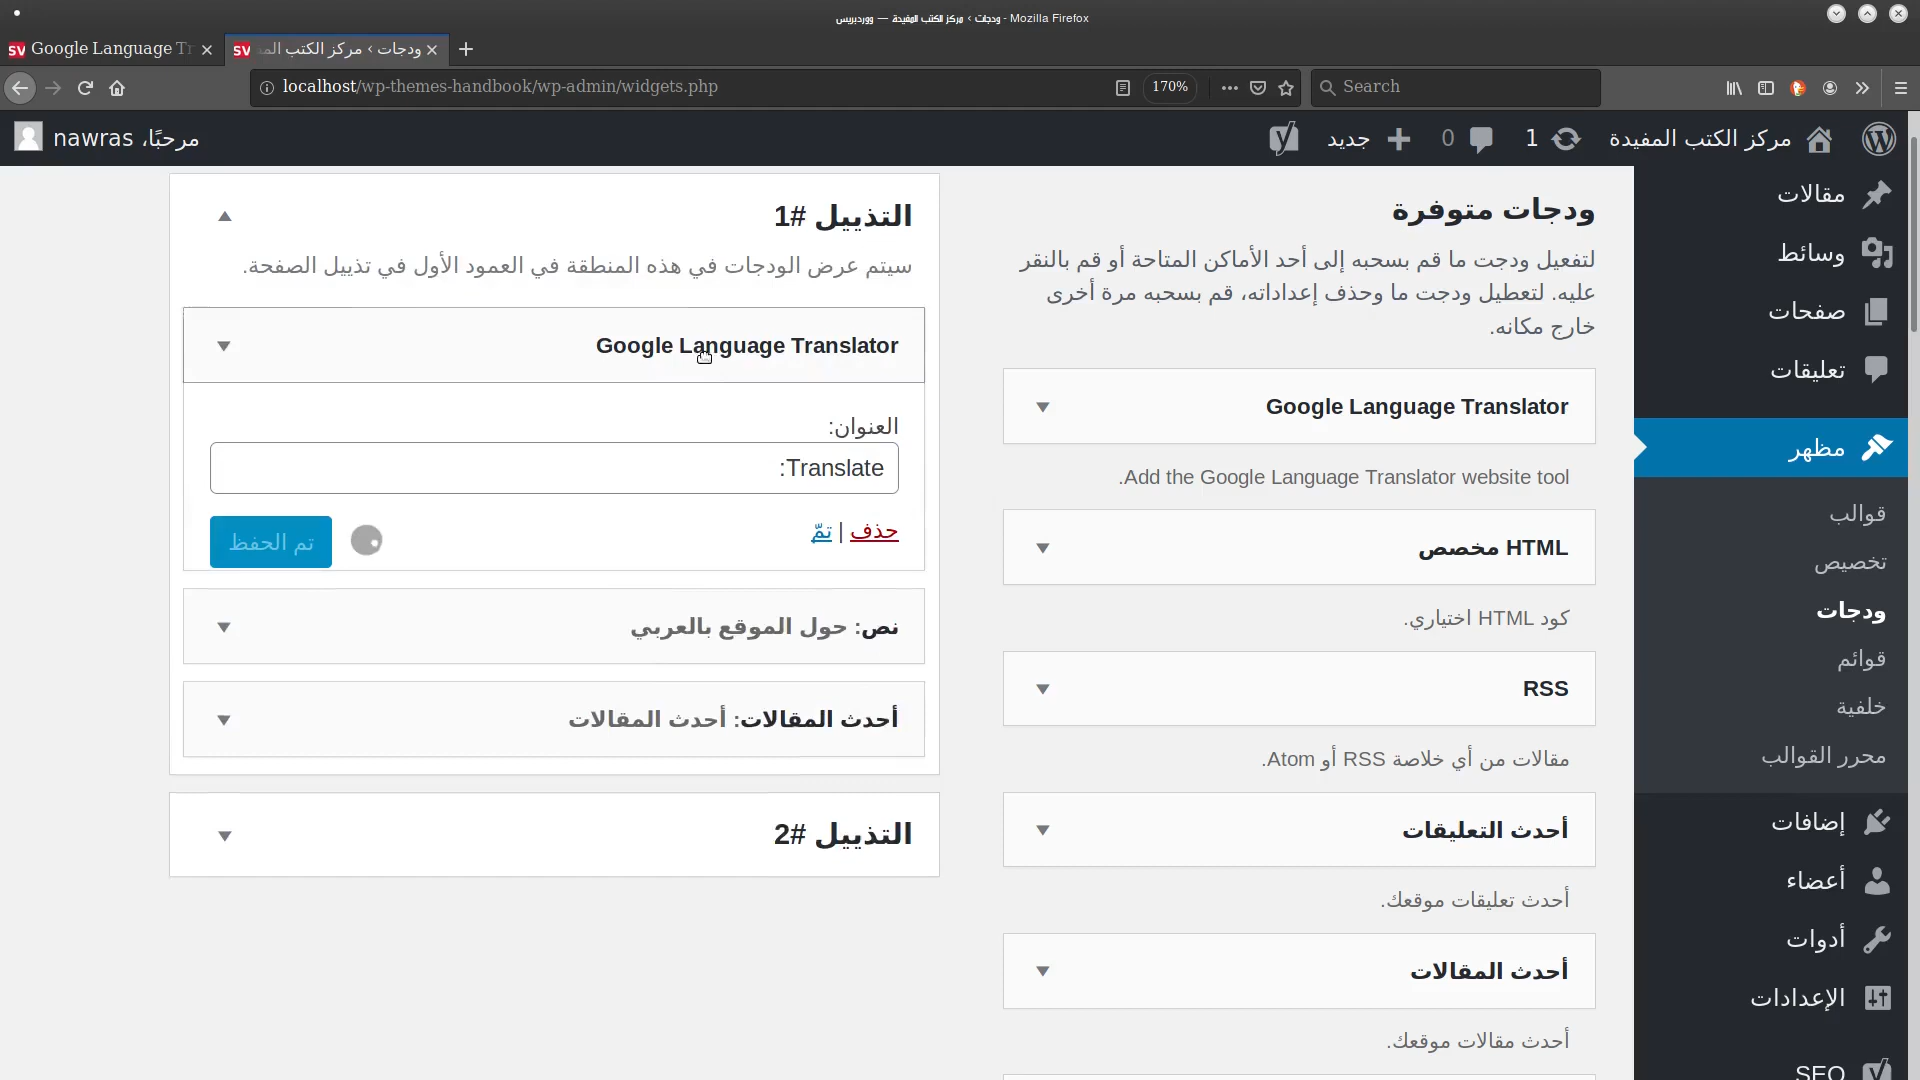 ودجات › مركز الكتب المفيدة — ووردبريس - Mozilla Firefox
Google Language Tr
ودجات › مركز الكتب المف
localhost/wp-themes-handbook/wp-admin/widgets.php
170%
Search
مركز الكتب المفيدة
1
0
جديد
مرحبًا، nawras
مقالات
وسائط
صفحات
تعليقات
مظهر
قوالب
تخصيص
ودجات
قوائم
خلفية
محرر القوالب
إضافات
أعضاء
أدوات
الإعدادات
SEO
ودجات متوفرة
لتفعيل ودجت ما قم بسحبه إلى أحد الأماكن المتاحة أو قم بالنقر
عليه. لتعطيل ودجت ما وحذف إعداداته، قم بسحبه مرة أخرى
خارج مكانه.
Google Language Translator
Add the Google Language Translator website tool.
HTML مخصص
كود HTML اختياري.
RSS
مقالات من أي خلاصة RSS أو Atom.
أحدث التعليقات
أحدث تعليقات موقعك.
أحدث المقالات
أحدث مقالات موقعك.
التذييل #1
سيتم عرض الودجات في هذه المنطقة في العمود الأول في تذييل الصفحة.
Google Language Translator
العنوان:
Translate:
حذف | تمّ
تم الحفظ
نص: حول الموقع بالعربي
أحدث المقالات: أحدث المقالات
التذييل #2